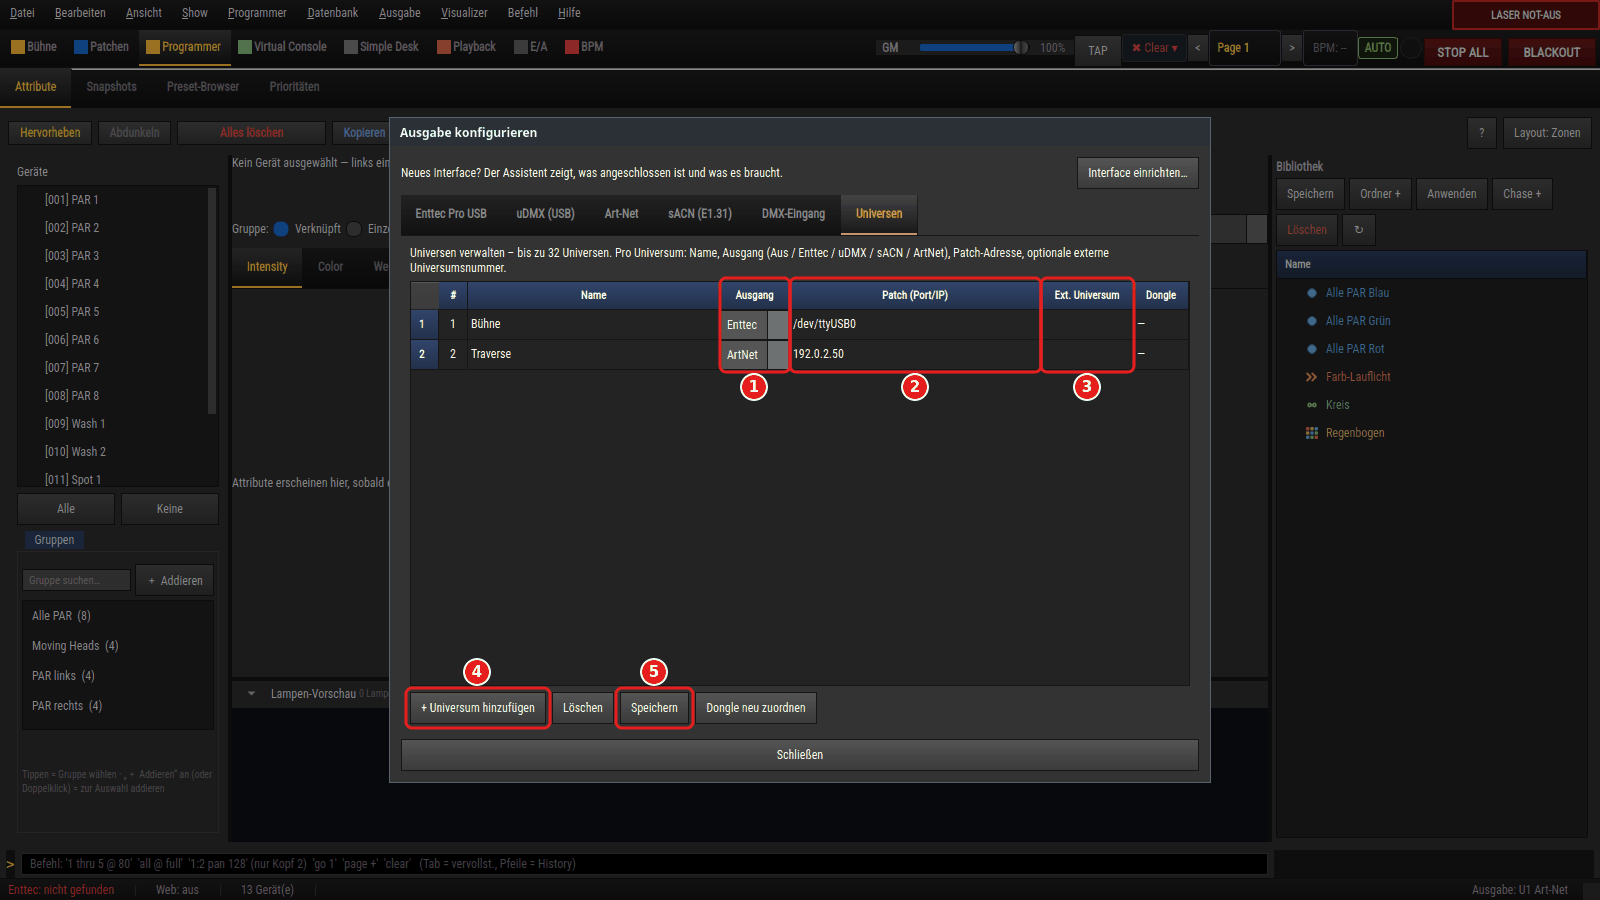 Datei Bearbeiten Ansicht Show Programmer Datenbank Ausgabe Visualizer Befehl Hilfe
LASER NOT-AUS
Bühne Patchen Programmer Virtual Console Simple Desk Playback E/A BPM
GM 100% TAP ✖ Clear ▾ < Page 1 > BPM: -- AUTO STOP ALL BLACKOUT
Attribute Snapshots Preset-Browser Prioritäten
Hervorheben Abdunkeln Alles löschen Kopieren
? Layout: Zonen
Geräte
[001] PAR 1
[002] PAR 2
[003] PAR 3
[004] PAR 4
[005] PAR 5
[006] PAR 6
[007] PAR 7
[008] PAR 8
[009] Wash 1
[010] Wash 2
[011] Spot 1
Alle Keine
Gruppen
Gruppe suchen... + Addieren
Alle PAR (8)
Moving Heads (4)
PAR links (4)
PAR rechts (4)
Tippen = Gruppe wählen · „ + Addieren" an (oder
Doppelklick) = zur Auswahl addieren
Kein Gerät ausgewählt — links ein
Gruppe: Verknüpft Einze
Intensity Color We
Attribute erscheinen hier, sobald
Lampen-Vorschau 0 Lamp
Ausgabe konfigurieren
Neues Interface? Der Assistent zeigt, was angeschlossen ist und was es braucht.
Interface einrichten...
Enttec Pro USB uDMX (USB) Art-Net sACN (E1.31) DMX-Eingang Universen
Universen verwalten – bis zu 32 Universen. Pro Universum: Name, Ausgang (Aus / Enttec / uDMX / sACN / ArtNet), Patch-Adresse, optionale externe
Universumsnummer.
# Name Ausgang Patch (Port/IP) Ext. Universum Dongle
1 1 Bühne Enttec /dev/ttyUSB0 —
2 2 Traverse ArtNet 192.0.2.50 —
1 2 3
4 5
+ Universum hinzufügen Löschen Speichern Dongle neu zuordnen
Schließen
Bibliothek
Speichern Ordner + Anwenden Chase +
Löschen ↻
Name
Alle PAR Blau
Alle PAR Grün
Alle PAR Rot
Farb-Lauflicht
Kreis
Regenbogen
> Befehl: '1 thru 5 @ 80' 'all @ full' '1:2 pan 128' (nur Kopf 2) 'go 1' 'page +' 'clear' (Tab = vervollst., Pfeile = History)
Enttec: nicht gefunden Web: aus 13 Gerät(e)
Ausgabe: U1 Art-Net